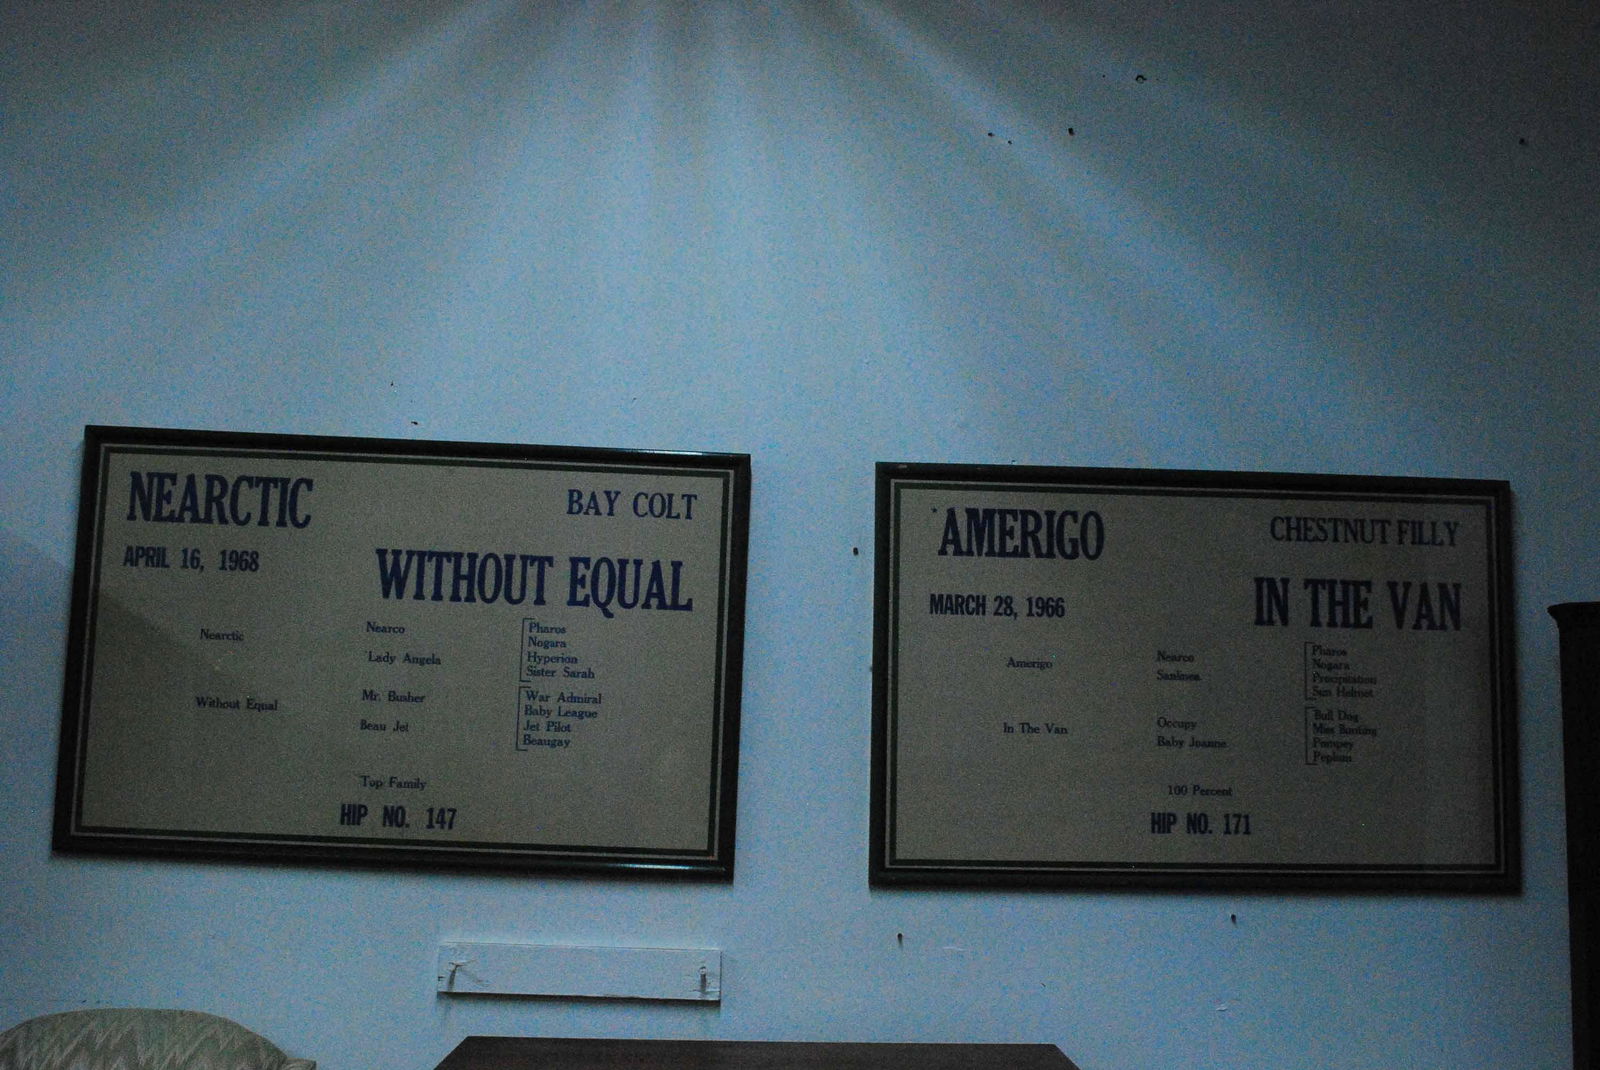 NEARCTIC
BAY COLT
APRIL 16, 1968
WITHOUT EQUAL
Nearctic
Nearco
Lady Angela
Pharos
Nogara
Hyperion
Sister Sarah
Without Equal
Mr. Busher
Beau Jet
War Admiral
Baby League
Jet Pilot
Beaugay
Top Family
HIP NO. 147
*AMERIGO
CHESTNUT FILLY
MARCH 28, 1966
IN THE VAN
Amerigo
Nearco
Sanlinea
Pharos
Nogara
Precipitation
Sun Helmet
In The Van
Occupy
Baby Joanne
Bull Dog
Miss Bunting
Pompey
Peplum
100 Percent
HIP NO. 171